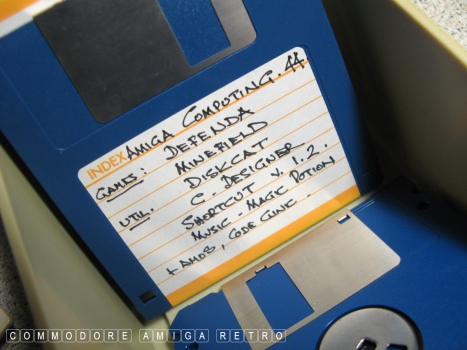 INDEX AMIGA COMPUTING. 44
GAMES: DEFENDA
MINEFIELD
UTIL. DISKCAT
C-DESIGNER
SHORTCUT V.1.2.
MUSIC-MAGIC POTION
+ AMOS, CODE CLINIC.
COMMODORE AMIGA RETRO